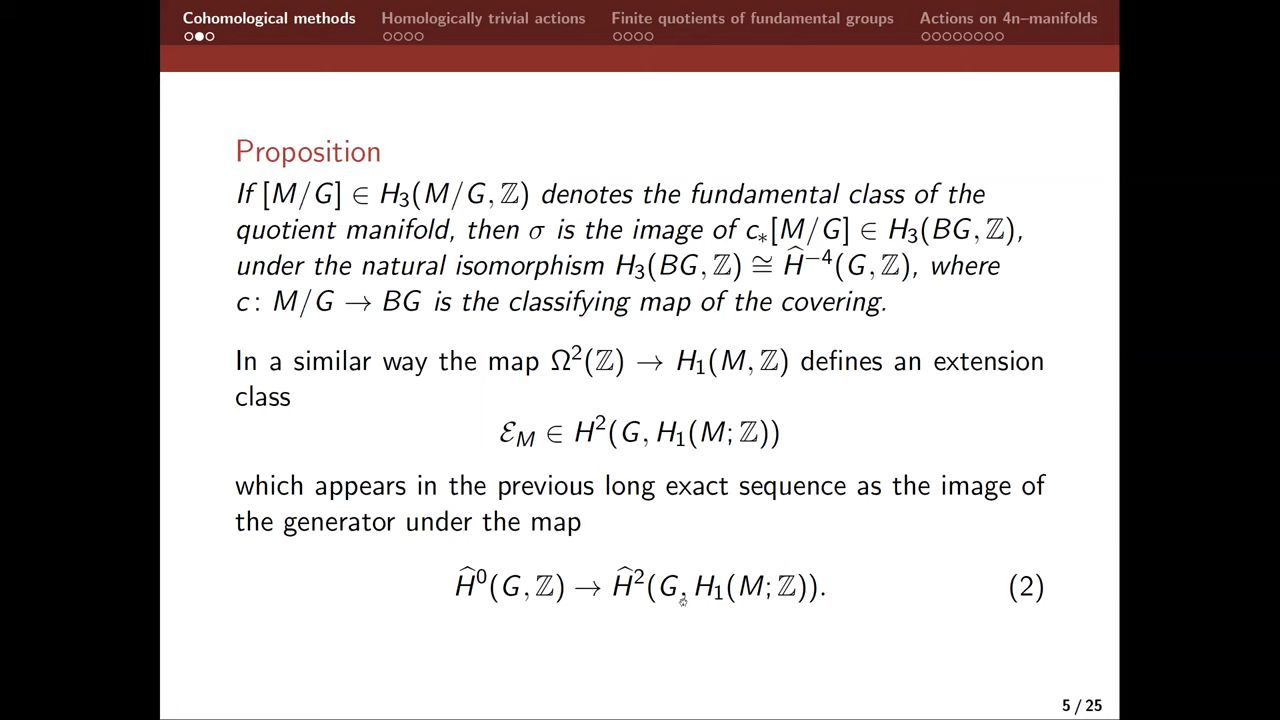 Cohomological methods Homologically trivial actions Finite quotients of fundamental groups Actions on 4n–manifolds
Proposition
If [M/G] ∈ H₃(M/G, ℤ) denotes the fundamental class of the
quotient manifold, then σ is the image of c∗[M/G] ∈ H₃(BG, ℤ),
under the natural isomorphism H₃(BG, ℤ) ≅ Ĥ⁻⁴(G, ℤ), where
c: M/G → BG is the classifying map of the covering.
In a similar way the map Ω²(ℤ) → H₁(M, ℤ) defines an extension
class
ℰ_M ∈ H²(G, H₁(M; ℤ))
which appears in the previous long exact sequence as the image of
the generator under the map
Ĥ⁰(G, ℤ) → Ĥ²(G, H₁(M; ℤ)). (2)
5 / 25